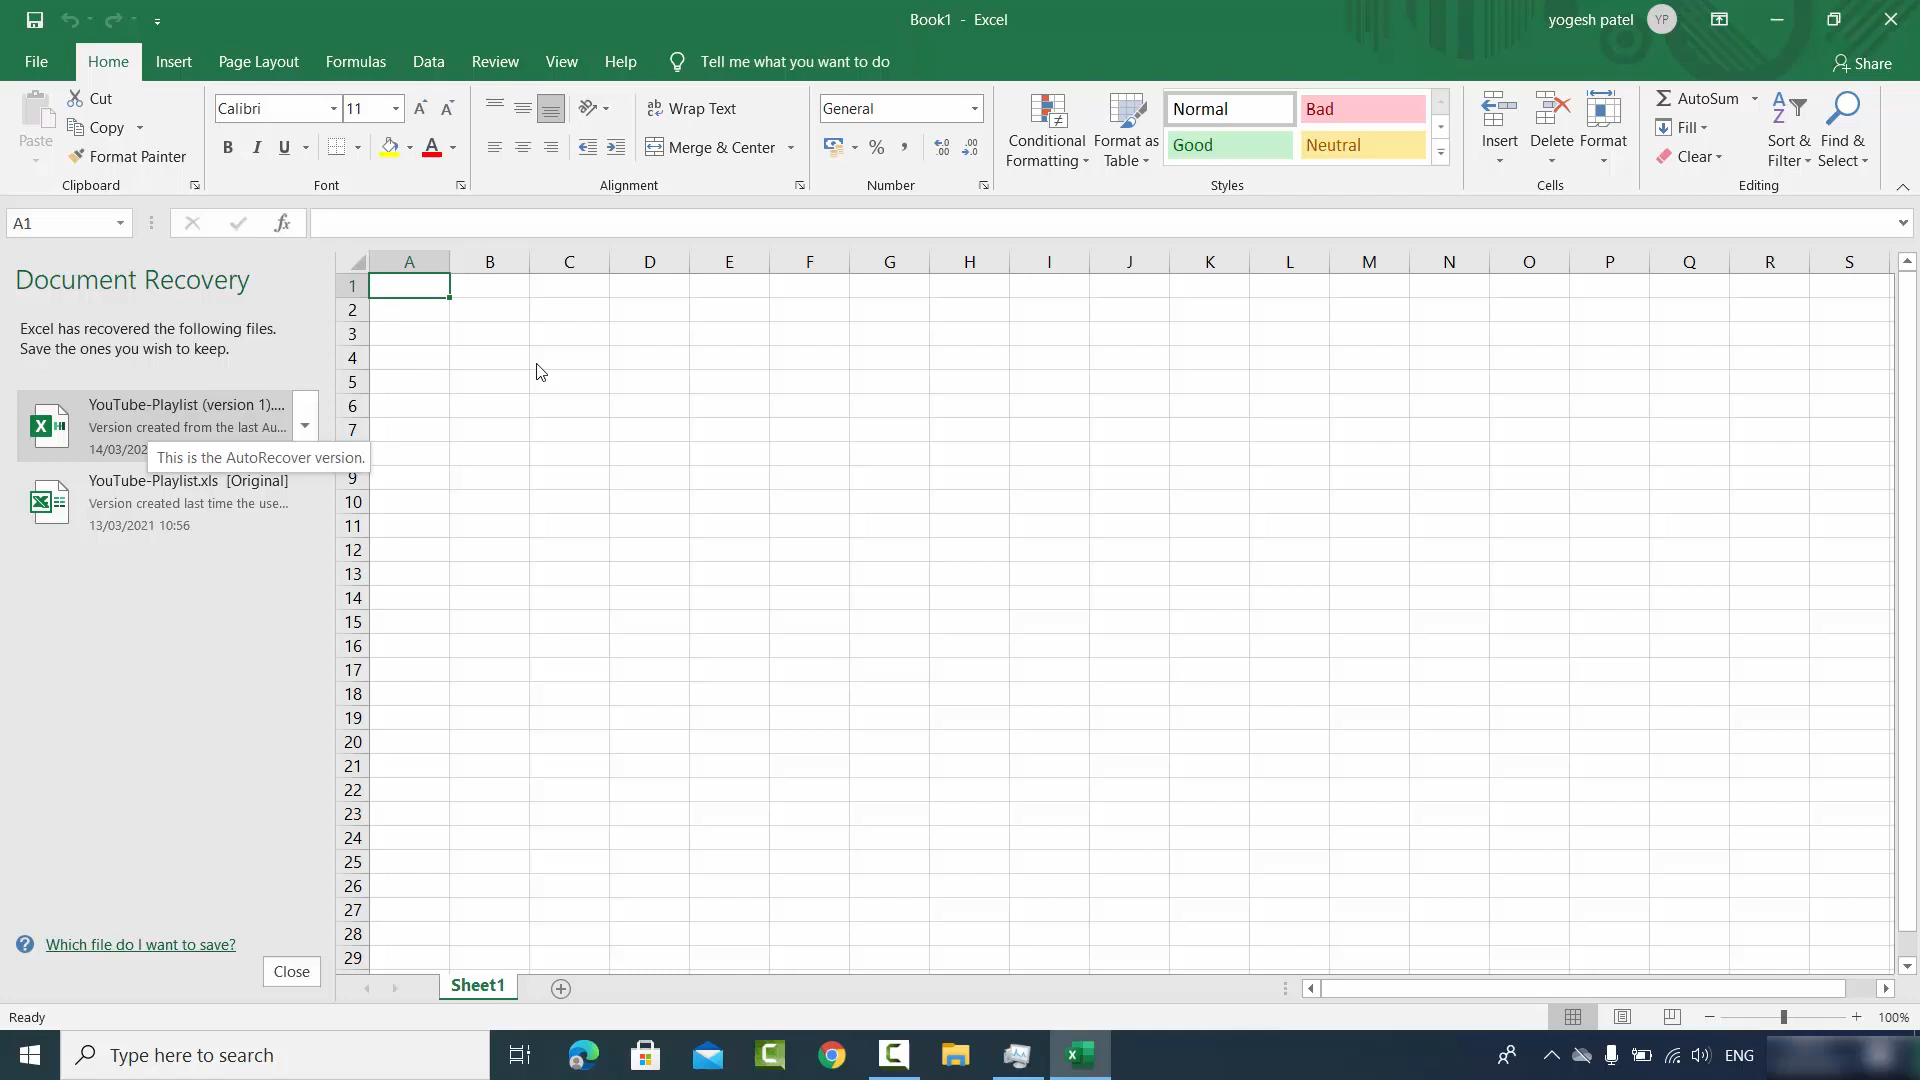 Book1 - Excel
yogesh patel
YP
File
Home
Insert
Page Layout
Formulas
Data
Review
View
Help
Tell me what you want to do
Share
Paste
Cut
Copy
Format Painter
Clipboard
Calibri
11
B I U
A
Font
ab
Wrap Text
Merge & Center
Alignment
General
%
,
Number
Conditional
Formatting
Format as
Table
Normal
Bad
Good
Neutral
Styles
Insert
Delete
Format
Cells
AutoSum
Fill
Clear
Sort &
Filter
Find &
Select
Editing
A1
fx
Document Recovery
Excel has recovered the following files.
Save the ones you wish to keep.
YouTube-Playlist (version 1)....
Version created from the last Au...
14/03/202
This is the AutoRecover version.
YouTube-Playlist.xls [Original]
Version created last time the use...
13/03/2021 10:56
Which file do I want to save?
Close
A B C D E F G H I J K L M N O P Q R S
1
2
3
4
5
6
7
9
10
11
12
13
14
15
16
17
18
19
20
21
22
23
24
25
26
27
28
29
Sheet1
Ready
100%
Type here to search
ENG